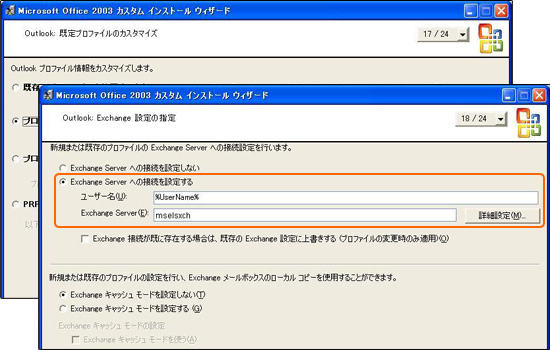 Microsoft Office 2003 カスタム インストール ウィザード
Outlook: 既定プロファイルのカスタマイズ
17 / 24
Outlook プロファイル情報をカスタマイズします。
既存
プロ
プロ
PRF
以下
Microsoft Office 2003 カスタム インストール ウィザード
Outlook: Exchange 設定の指定
18 / 24
新規または既存のプロファイルの Exchange Server への接続設定を行います。
Exchange Server への接続を設定しない
Exchange Server への接続を設定する
ユーザー名(U):
%UserName%
Exchange Server(E):
mselsxch
詳細設定(M)...
Exchange 接続が既に存在する場合は、既存の Exchange 設定に上書きする (プロファイルの変更時のみ適用)(O)
新規または既存のプロファイルの設定を行い、Exchange メールボックスのローカル コピーを使用することができます。
Exchange キャッシュ モードを設定しない(T)
Exchange キャッシュ モードを設定する (G)
Exchange キャッシュ モードの設定
Exchange キャッシュ モードを使う(A)